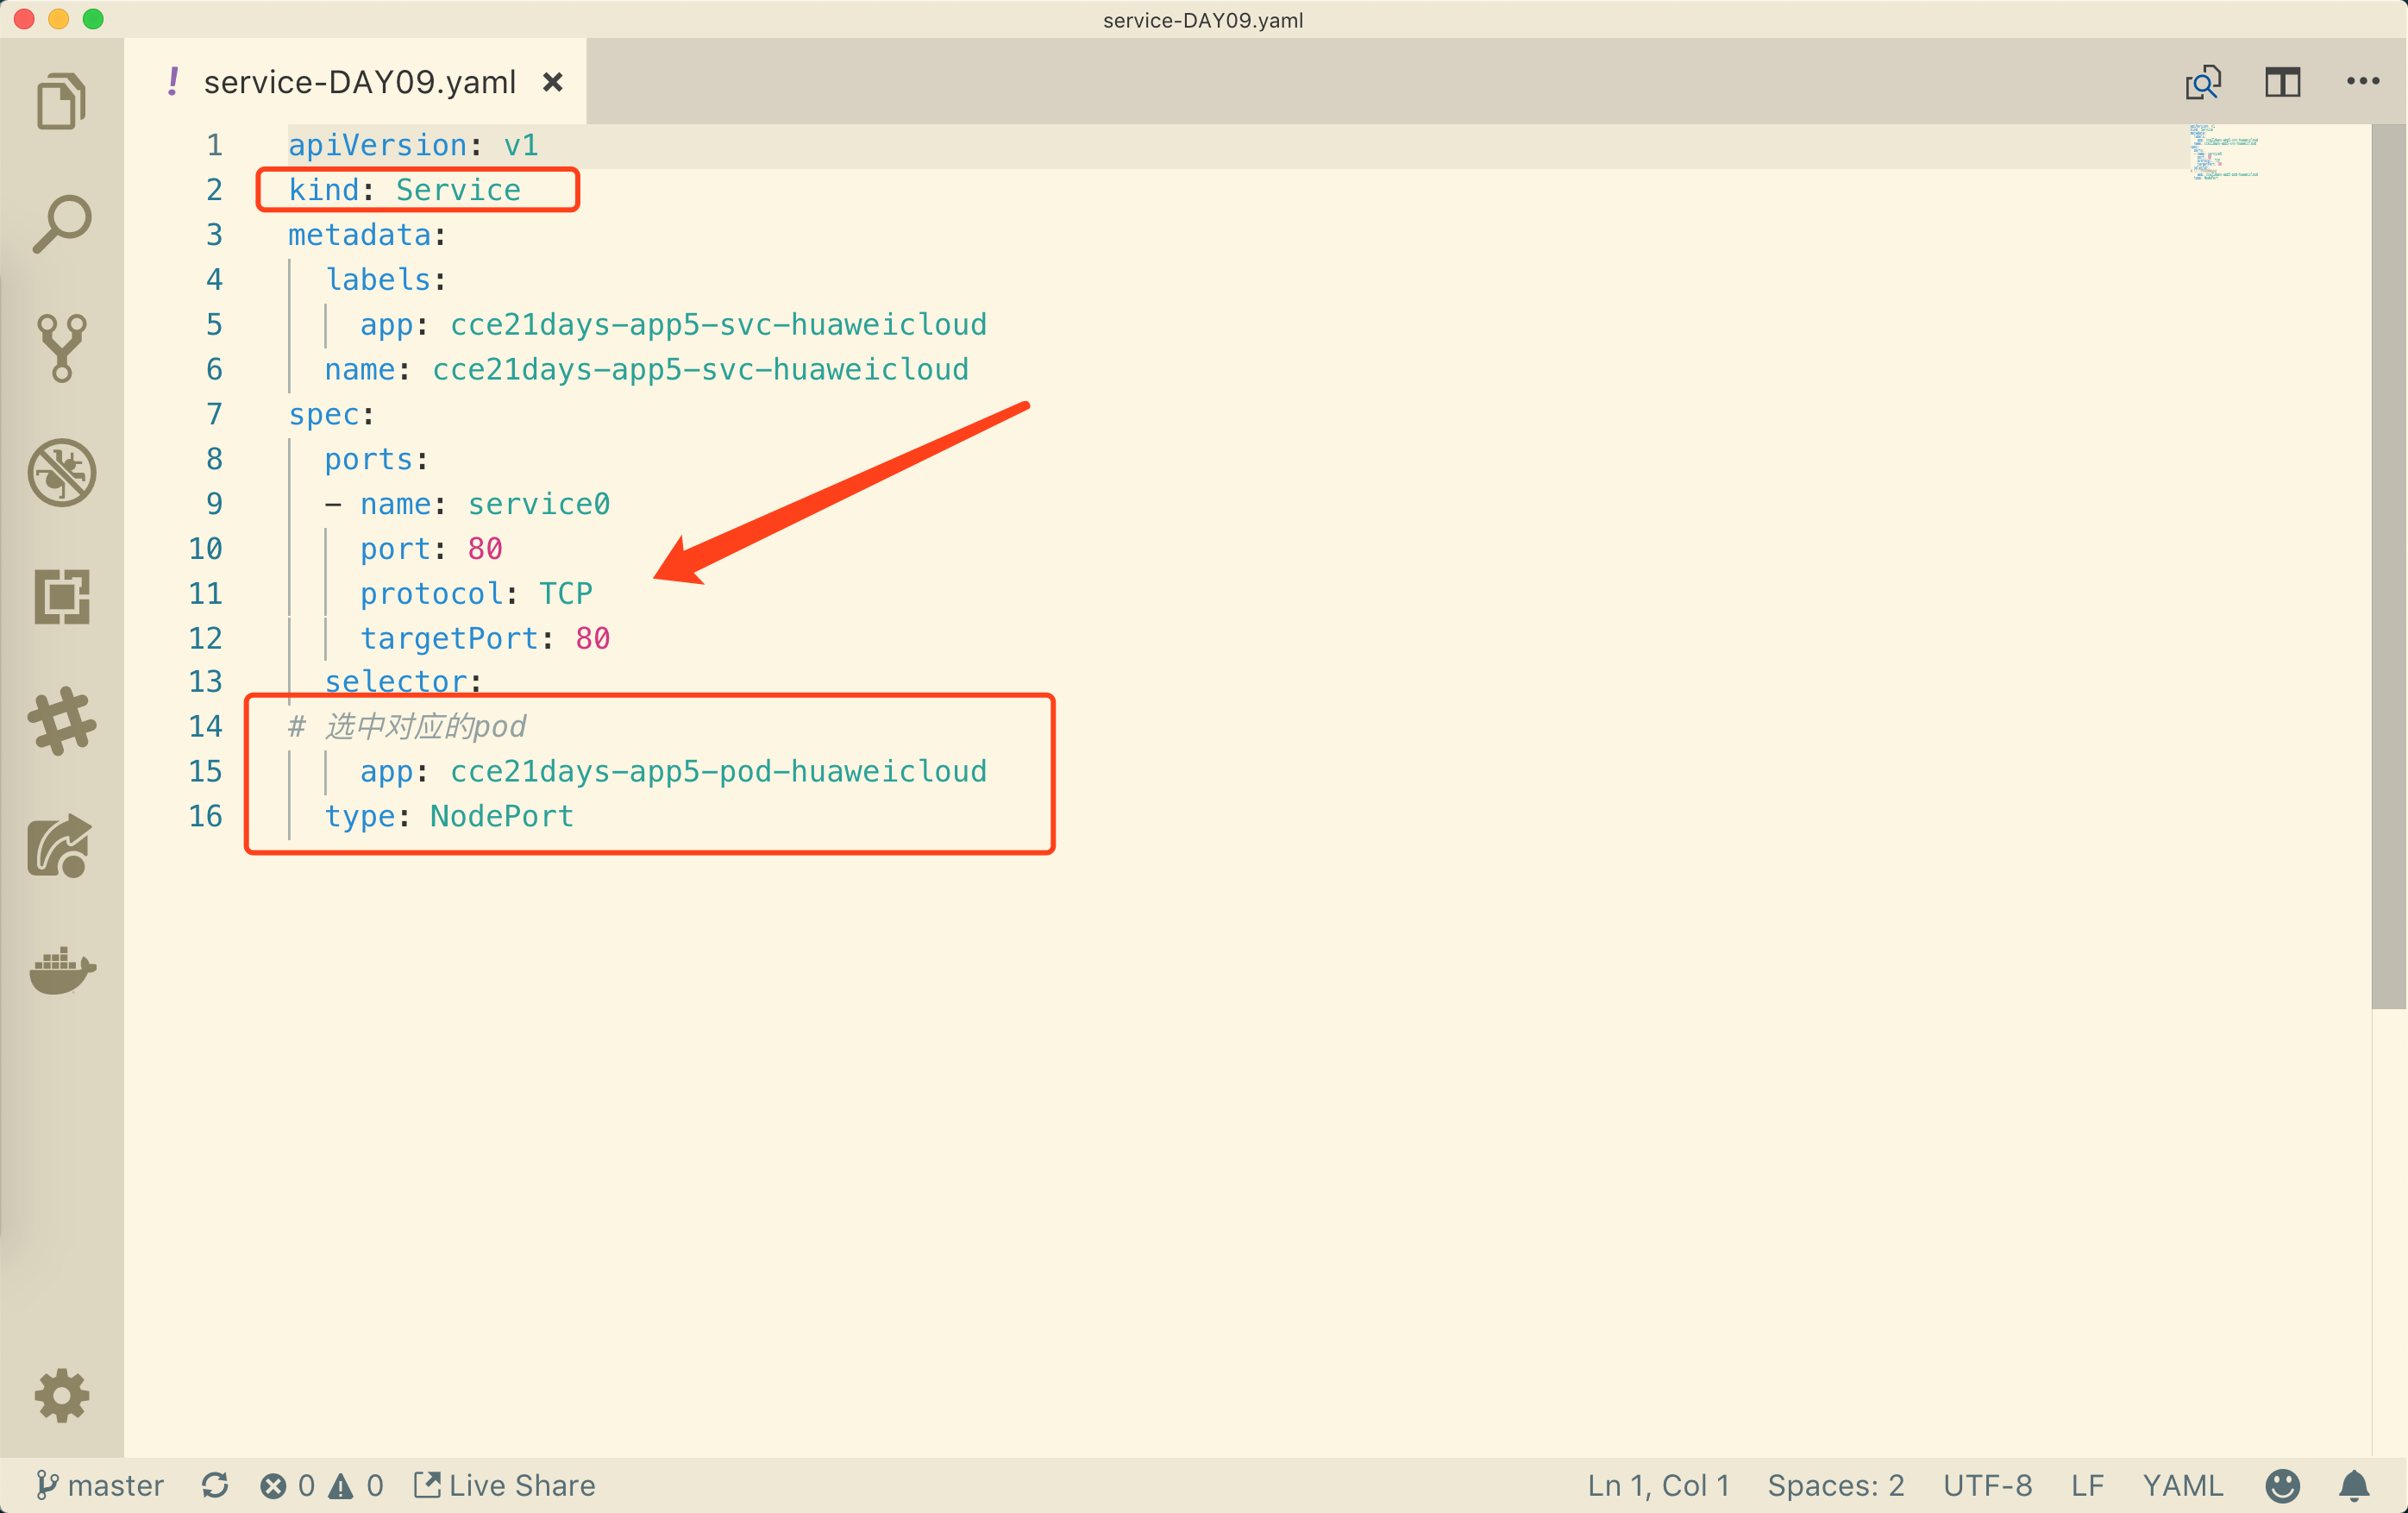 service-DAY09.yaml
! service-DAY09.yaml ×
1 apiVersion: v1
2 kind: Service
3 metadata:
4 labels:
5 app: cce21days-app5-svc-huaweicloud
6 name: cce21days-app5-svc-huaweicloud
7 spec:
8 ports:
9 - name: service0
10 port: 80
11 protocol: TCP
12 targetPort: 80
13 selector:
14 # 选中对应的pod
15 app: cce21days-app5-pod-huaweicloud
16 type: NodePort
master 0 0 Live Share Ln 1, Col 1 Spaces: 2 UTF-8 LF YAML